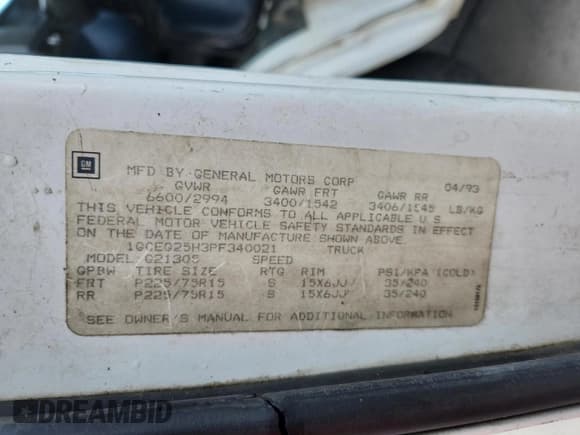 GM
MFD BY GENERAL MOTORS CORP 04/93
GVWR GAWR FRT GAWR RR
6600/2994 3400/1542 3406/1545 LB/KG
THIS VEHICLE CONFORMS TO ALL APPLICABLE U.S.
FEDERAL MOTOR VEHICLE SAFETY STANDARDS IN EFFECT
ON THE DATE OF MANUFACTURE SHOWN ABOVE.
1GCEG25H3PF340021 TRUCK
MODEL: G21305 SPEED
GPBW TIRE SIZE RTG RIM PSI/KPA (COLD)
FRT P225/75R15 S 15X6JJ 35/240
RR P225/75R15 S 15X6JJ 35/240
SEE OWNER'S MANUAL FOR ADDITIONAL INFORMATION
DREAMBID